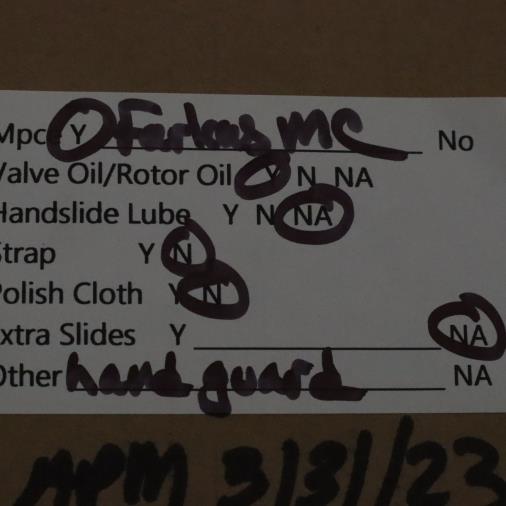 Mpce Y Farkas MC No
Valve Oil/Rotor Oil Y N NA
Handslide Lube Y N NA
Strap Y N
Polish Cloth Y N
Extra Slides Y NA
Other hand guard NA
MPM 3/31/23